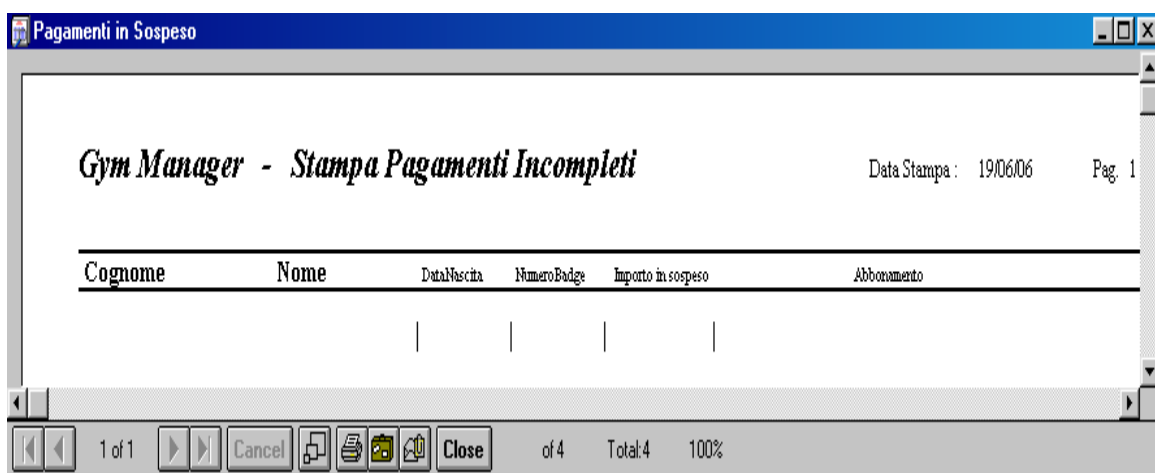 Pagamenti in Sospeso
Gym Manager - Stampa Pagamenti Incompleti Data Stampa : 19/06/06 Pag. 1
Cognome Nome DataNascita NumeroBadge Importo in sospeso Abbonamento
1 of 1 Cancel Close of 4 Total:4 100%